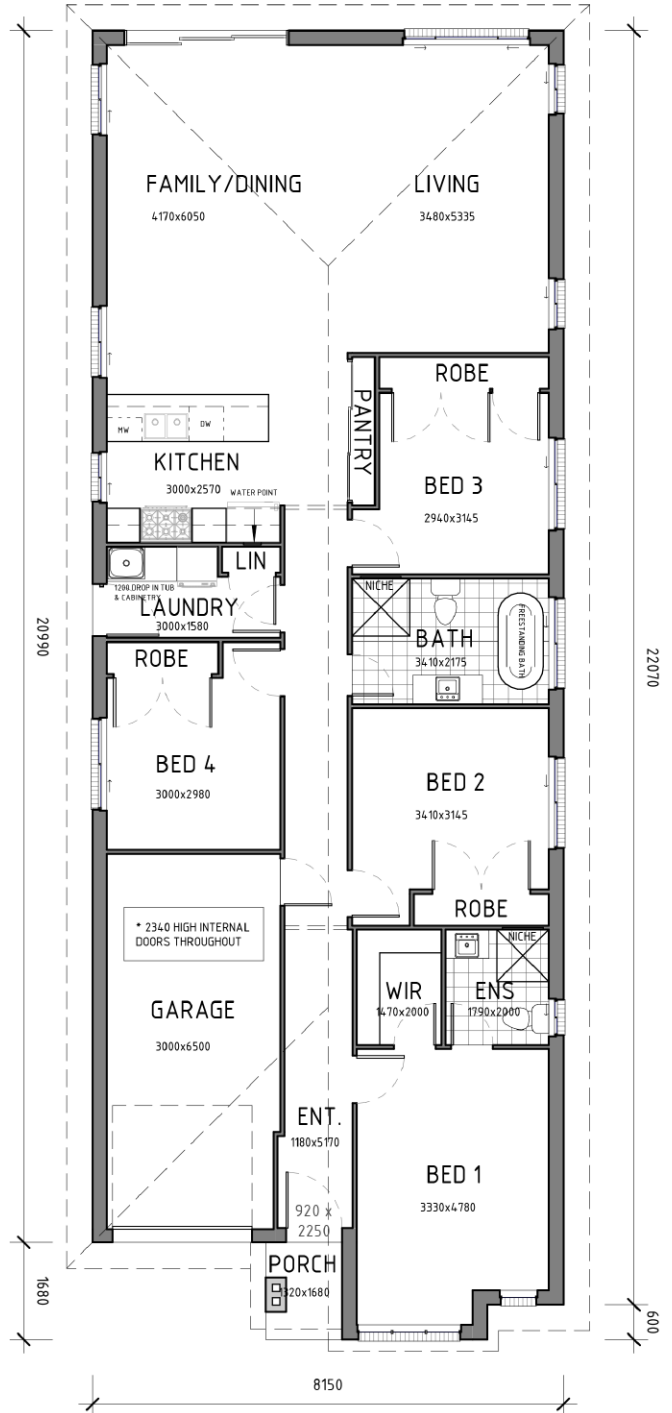 FAMILY/DINING
4170x6050
LIVING
3480x5335
ROBE
PANTRY
MW
DW
KITCHEN
3000x2570
WATER POINT
BED 3
2940x3145
LIN
1200 DROP IN TUB
& CABINETRY
LAUNDRY
3000x1580
NICHE
BATH
3410x2175
FREESTANDING BATH
20990
22070
ROBE
BED 4
3000x2980
BED 2
3410x3145
ROBE
* 2340 HIGH INTERNAL
DOORS THROUGHOUT
NICHE
WIR
1470x2000
ENS
1790x2000
GARAGE
3000x6500
ENT.
1180x5170
BED 1
3330x4780
920 x
2250
PORCH
1320x1680
1680
600
8150